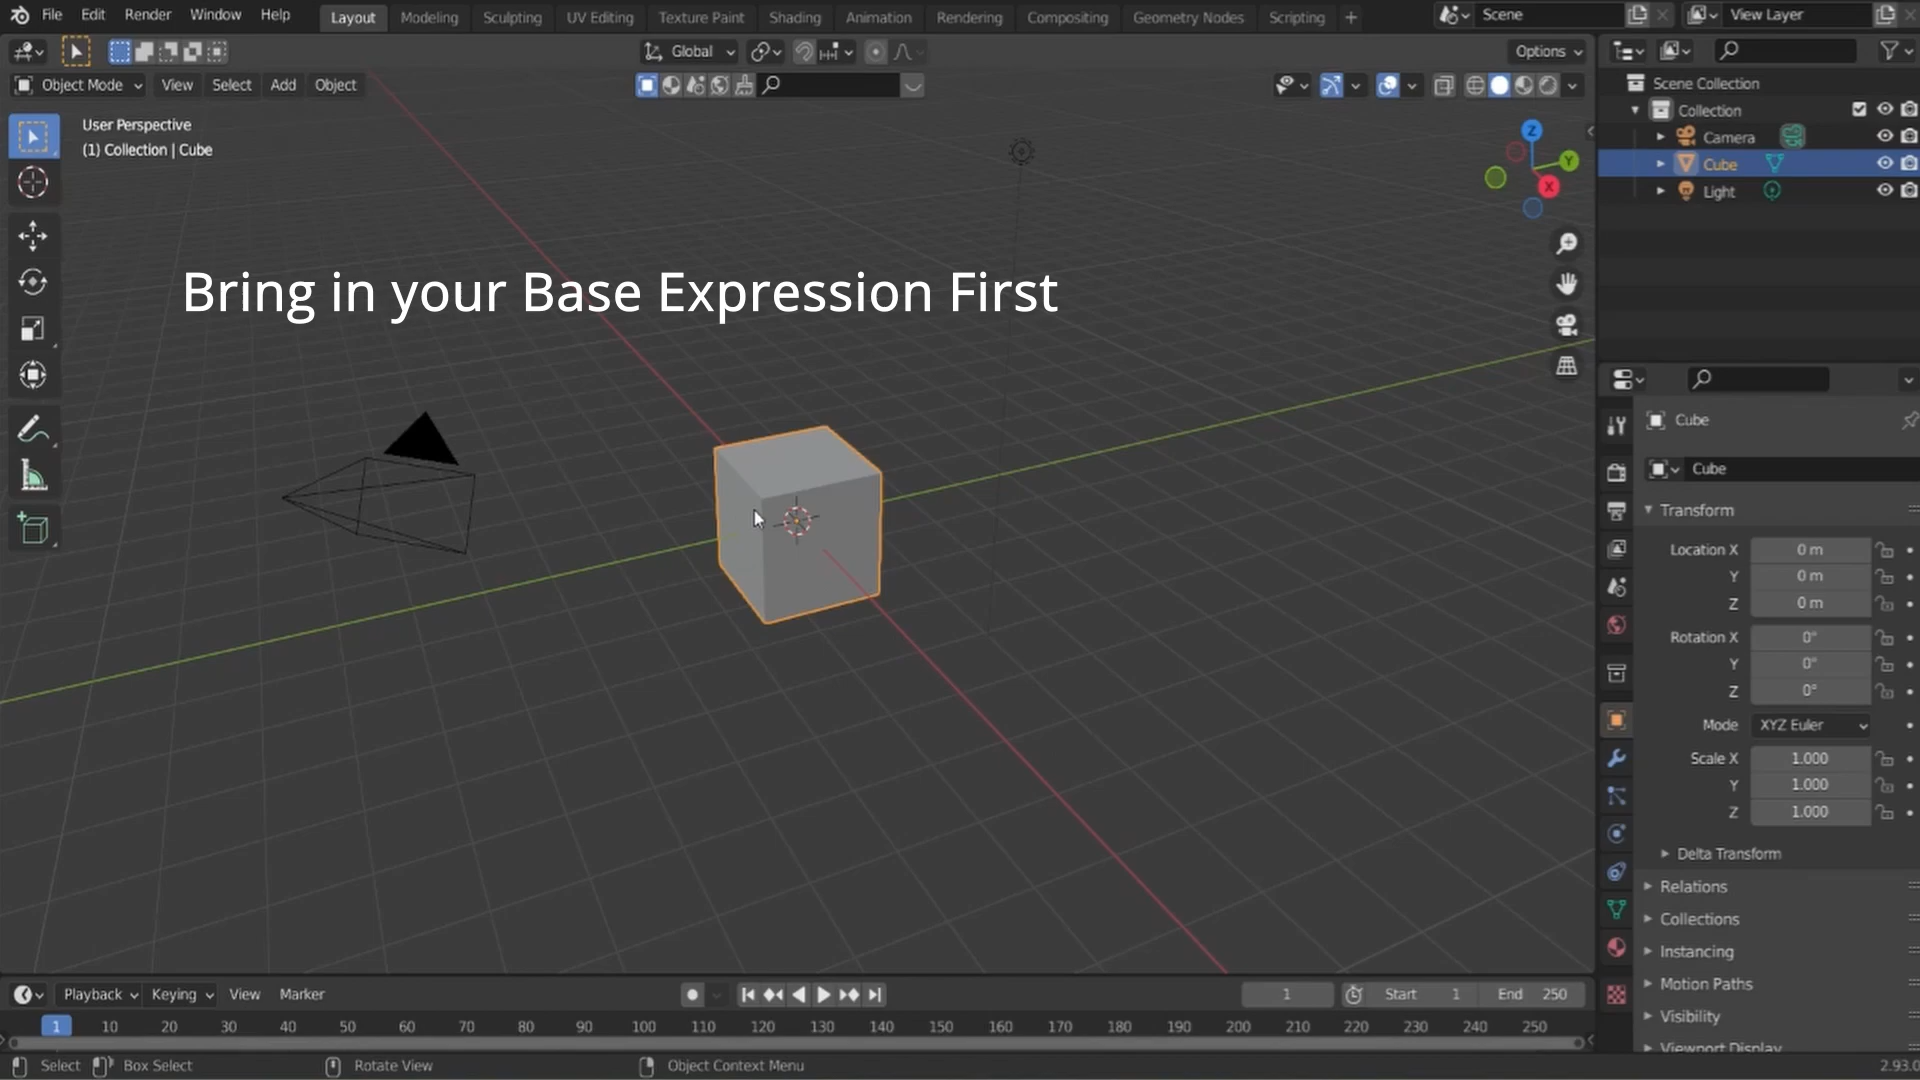 File Edit Render Window Help Layout Modeling Sculpting UV Editing Texture Paint Shading Animation Rendering Compositing Geometry Nodes Scripting + Scene View Layer
Global Options
Object Mode View Select Add Object
User Perspective
(1) Collection | Cube
Bring in your Base Expression First
Z
Y
X
Scene Collection
Collection
Camera
Cube
Light
Cube
Cube
Transform
Location X 0 m
Y 0 m
Z 0 m
Rotation X 0°
Y 0°
Z 0°
Mode XYZ Euler
Scale X 1.000
Y 1.000
Z 1.000
Delta Transform
Relations
Collections
Instancing
Motion Paths
Visibility
Viewport Display
Playback Keying View Marker 1 Start 1 End 250
1 10 20 30 40 50 60 70 80 90 100 110 120 130 140 150 160 170 180 190 200 210 220 230 240 250
Select Box Select Rotate View Object Context Menu 2.93.0